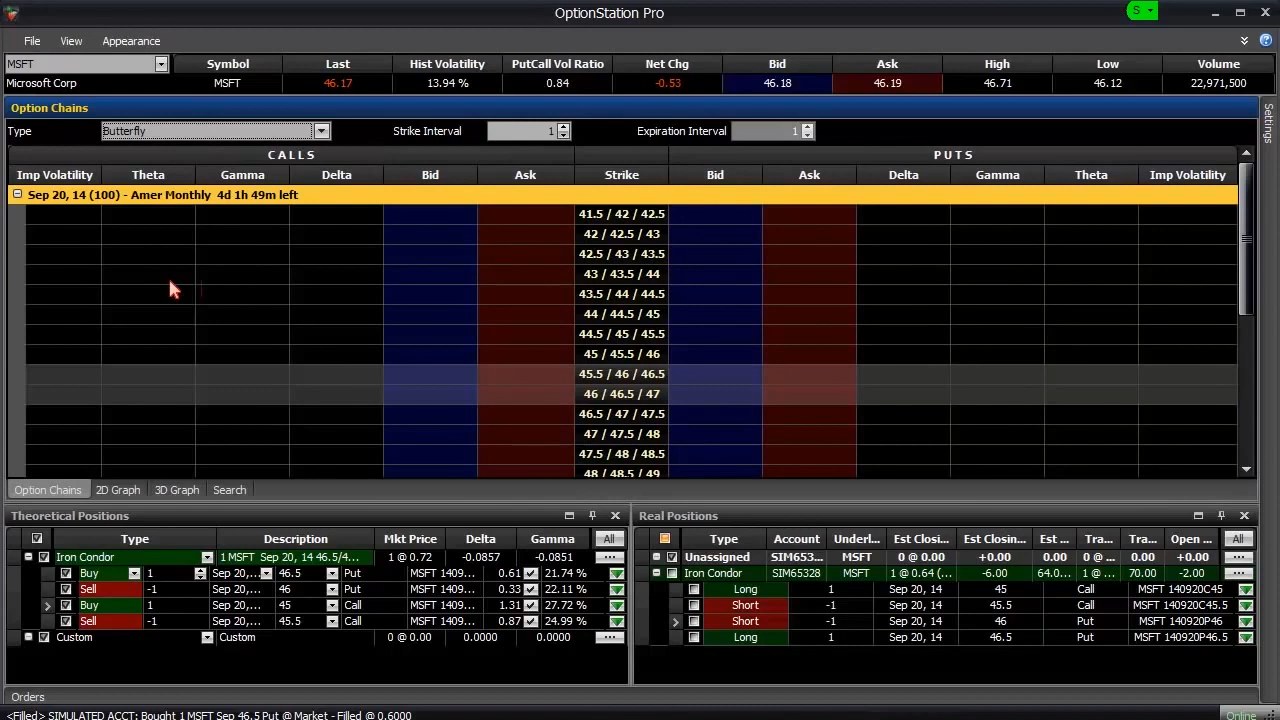 OptionStation Pro
S
File View Appearance
MSFT Symbol Last Hist Volatility PutCall Vol Ratio Net Chg Bid Ask High Low Volume
Microsoft Corp MSFT 46.17 13.94 % 0.84 -0.53 46.18 46.19 46.71 46.12 22,971,500
Option Chains
Settings
Type Butterfly Strike Interval 1 Expiration Interval 1
CALLS PUTS
Imp Volatility Theta Gamma Delta Bid Ask Strike Bid Ask Delta Gamma Theta Imp Volatility
Sep 20, 14 (100) - Amer Monthly 4d 1h 49m left
41.5 / 42 / 42.5
42 / 42.5 / 43
42.5 / 43 / 43.5
43 / 43.5 / 44
43.5 / 44 / 44.5
44 / 44.5 / 45
44.5 / 45 / 45.5
45 / 45.5 / 46
45.5 / 46 / 46.5
46 / 46.5 / 47
46.5 / 47 / 47.5
47 / 47.5 / 48
47.5 / 48 / 48.5
48 / 48.5 / 49
Option Chains 2D Graph 3D Graph Search
Theoretical Positions
Type Description Mkt Price Delta Gamma All
Iron Condor 1 MSFT Sep 20, 14 46.5/4... 1 @ 0.72 -0.0857 -0.0851 ...
Buy 1 Sep 20,... 46.5 Put MSFT 1409... 0.61 21.74 %
Sell -1 Sep 20,... 46 Put MSFT 1409... 0.33 22.11 %
Buy 1 Sep 20,... 45 Call MSFT 1409... 1.31 27.72 %
Sell -1 Sep 20,... 45.5 Call MSFT 1409... 0.87 24.99 %
Custom Custom 0 @ 0.00 0.0000 0.0000 ...
Real Positions
Type Account Underl... Est Closi... Est Closin... Est ... Tra... Tra... Open ... All
Unassigned SIM653... MSFT 0 @ 0.00 +0.00 0.00 0 @ ... 0.00 +0.00 ...
Iron Condor SIM65328 MSFT 1 @ 0.64 (... -6.00 64.0... 1 @ ... 70.00 -2.00 ...
Long 1 Sep 20, 14 45 Call MSFT 140920C45
Short -1 Sep 20, 14 45.5 Call MSFT 140920C45.5
Short -1 Sep 20, 14 46 Put MSFT 140920P46
Long 1 Sep 20, 14 46.5 Put MSFT 140920P46.5
Orders
<Filled> SIMULATED ACCT: Bought 1 MSFT Sep 46.5 Put @ Market - Filled @ 0.6000 Online